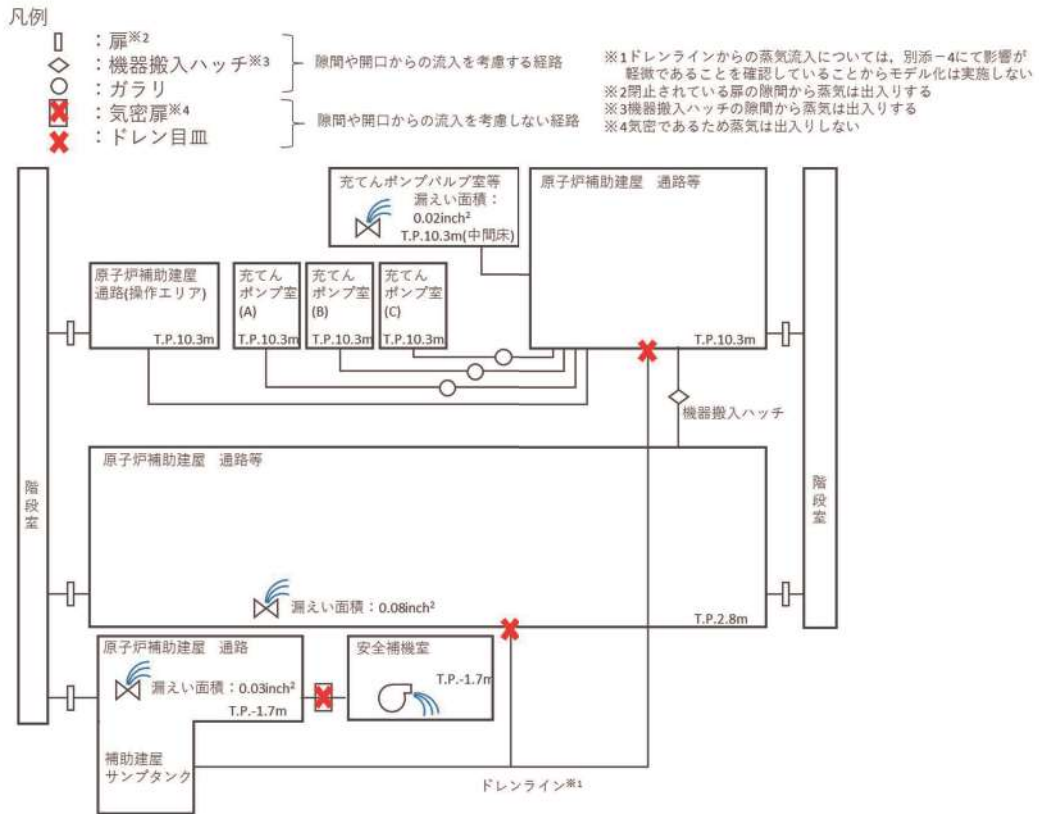 凡例
：扉※2
：機器搬入ハッチ※3
：ガラリ
隙間や開口からの流入を考慮する経路
：気密扉※4
：ドレン目皿
隙間や開口からの流入を考慮しない経路
※1ドレンラインからの蒸気流入については，別添－4にて影響が
軽微であることを確認していることからモデル化は実施しない
※2閉止されている扉の隙間から蒸気は出入りする
※3機器搬入ハッチの隙間から蒸気は出入りする
※4気密であるため蒸気は出入りしない
充てんポンプバルブ室等
漏えい面積：
0.02inch²
T.P.10.3m(中間床)
原子炉補助建屋　通路等
T.P.10.3m
原子炉補助建屋
通路(操作エリア)
T.P.10.3m
充てん
ポンプ室
(A)
T.P.10.3m
充てん
ポンプ室
(B)
T.P.10.3m
充てん
ポンプ室
(C)
T.P.10.3m
機器搬入ハッチ
階段室
原子炉補助建屋　通路等
漏えい面積：0.08inch²
T.P.2.8m
階段室
原子炉補助建屋　通路
漏えい面積：0.03inch²
T.P.-1.7m
安全補機室
T.P.-1.7m
補助建屋
サンプタンク
ドレンライン※1